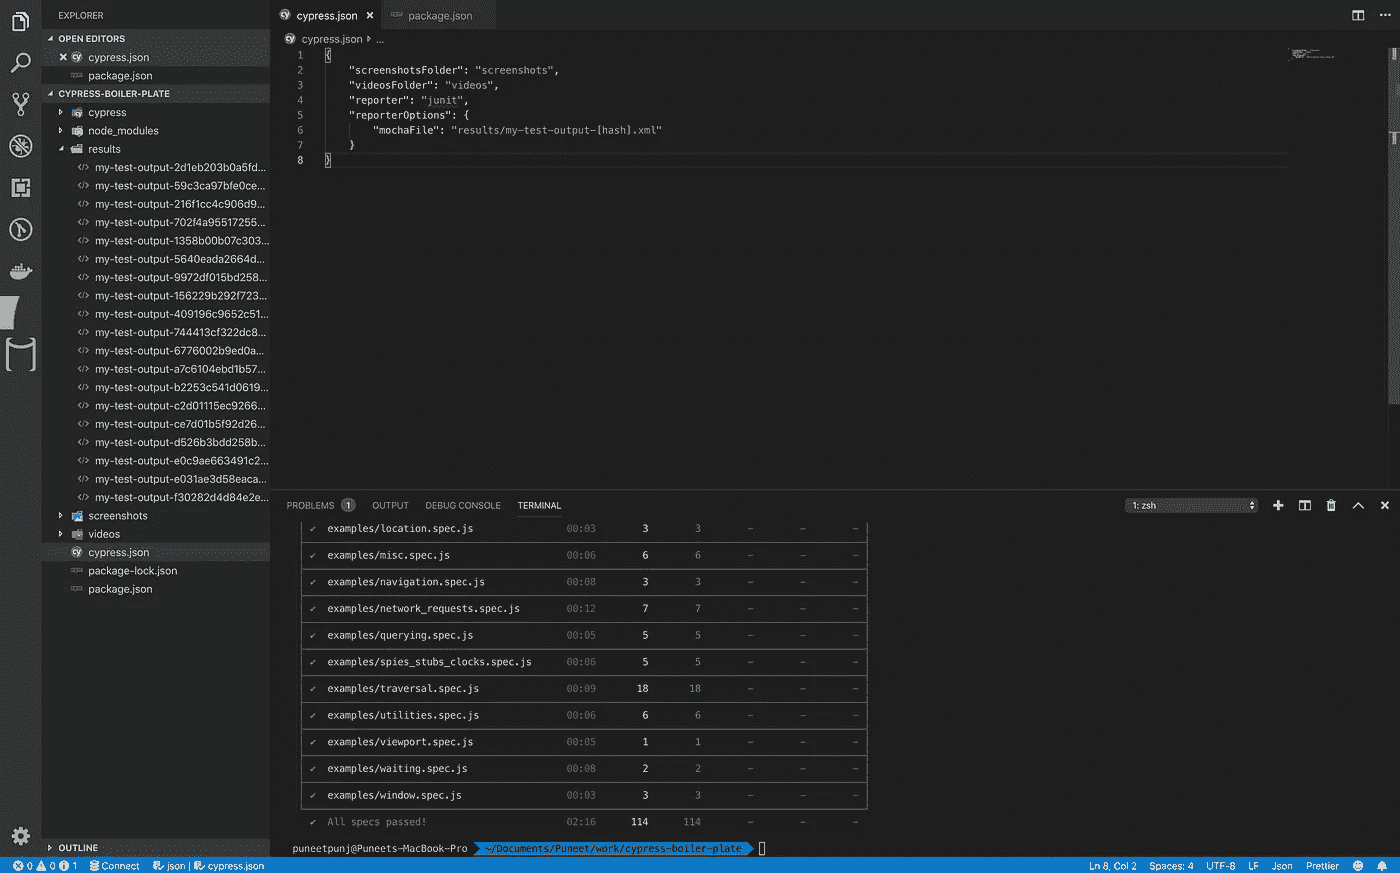 EXPLORER
OPEN EDITORS
cypress.json
package.json
CYPRESS-BOILER-PLATE
cypress
node_modules
results
my-test-output-2d1eb203b0a5fd...
my-test-output-59c3ca97bfe0ce...
my-test-output-216f1cc4c906d9...
my-test-output-702f4a95517255...
my-test-output-1358b00b07c303...
my-test-output-5640eada2664d...
my-test-output-9972df015bd258...
my-test-output-156229b292f723...
my-test-output-409196c9652c51...
my-test-output-744413cf322dc8...
my-test-output-6776002b9ed0a...
my-test-output-a7c6104ebd1b57...
my-test-output-b2253c541d0619...
my-test-output-c2d01115ec9266...
my-test-output-ce7d01b5f92d26...
my-test-output-d526b3bdd258b...
my-test-output-e0c9ae663491c2...
my-test-output-e031ae3d58eaca...
my-test-output-f30282d4d84e2e...
screenshots
videos
cypress.json
package-lock.json
package.json
OUTLINE
cypress.json package.json
cypress.json ...
1 {
2 "screenshotsFolder": "screenshots",
3 "videosFolder": "videos",
4 "reporter": "junit",
5 "reporterOptions": {
6 "mochaFile": "results/my-test-output-[hash].xml"
7 }
8 }
PROBLEMS 1 OUTPUT DEBUG CONSOLE TERMINAL 1: zsh
✓ examples/location.spec.js 00:03 3 3 – – –
✓ examples/misc.spec.js 00:06 6 6 – – –
✓ examples/navigation.spec.js 00:08 3 3 – – –
✓ examples/network_requests.spec.js 00:12 7 7 – – –
✓ examples/querying.spec.js 00:05 5 5 – – –
✓ examples/spies_stubs_clocks.spec.js 00:06 5 5 – – –
✓ examples/traversal.spec.js 00:09 18 18 – – –
✓ examples/utilities.spec.js 00:06 6 6 – – –
✓ examples/viewport.spec.js 00:05 1 1 – – –
✓ examples/waiting.spec.js 00:08 2 2 – – –
✓ examples/window.spec.js 00:03 3 3 – – –
✓ All specs passed! 02:16 114 114 – – –
puneetpunj@Puneets-MacBook-Pro ~/Documents/Puneet/work/cypress-boiler-plate
0 0 1 Connect json | cypress.json Ln 8, Col 2 Spaces: 4 UTF-8 LF Json Prettier